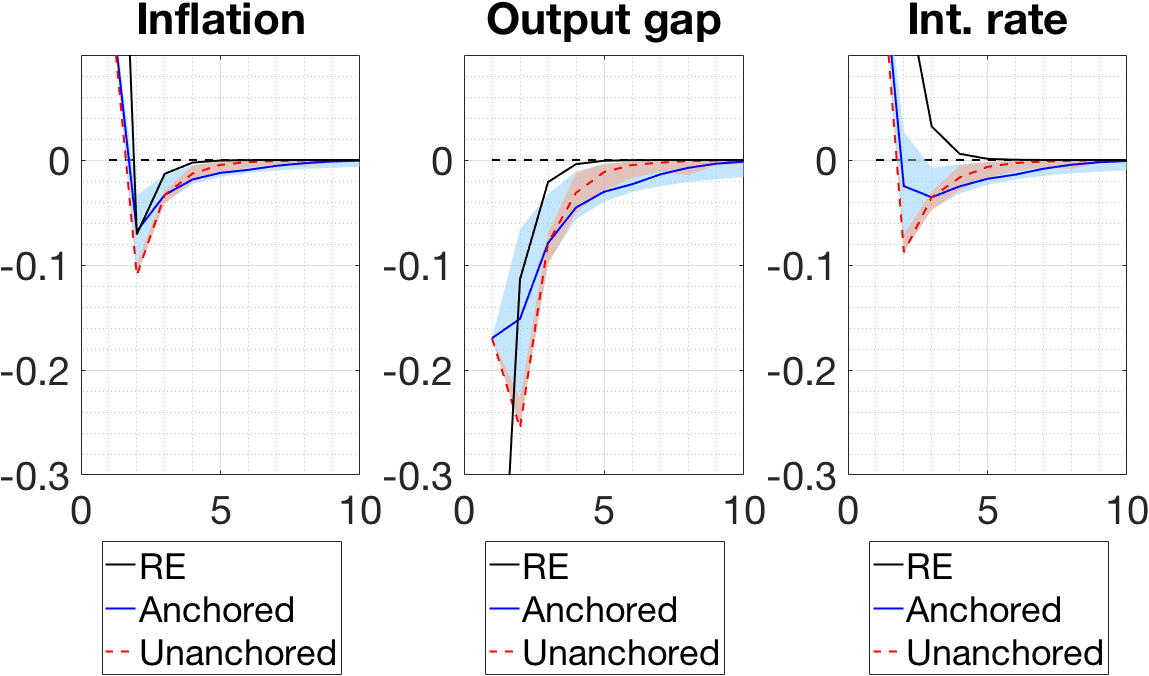 Inflation
Output gap
Int. rate
0
-0.1
-0.2
-0.3
0
5
10
0
-0.1
-0.2
-0.3
0
5
10
0
-0.1
-0.2
-0.3
0
5
10
RE
Anchored
Unanchored
RE
Anchored
Unanchored
RE
Anchored
Unanchored